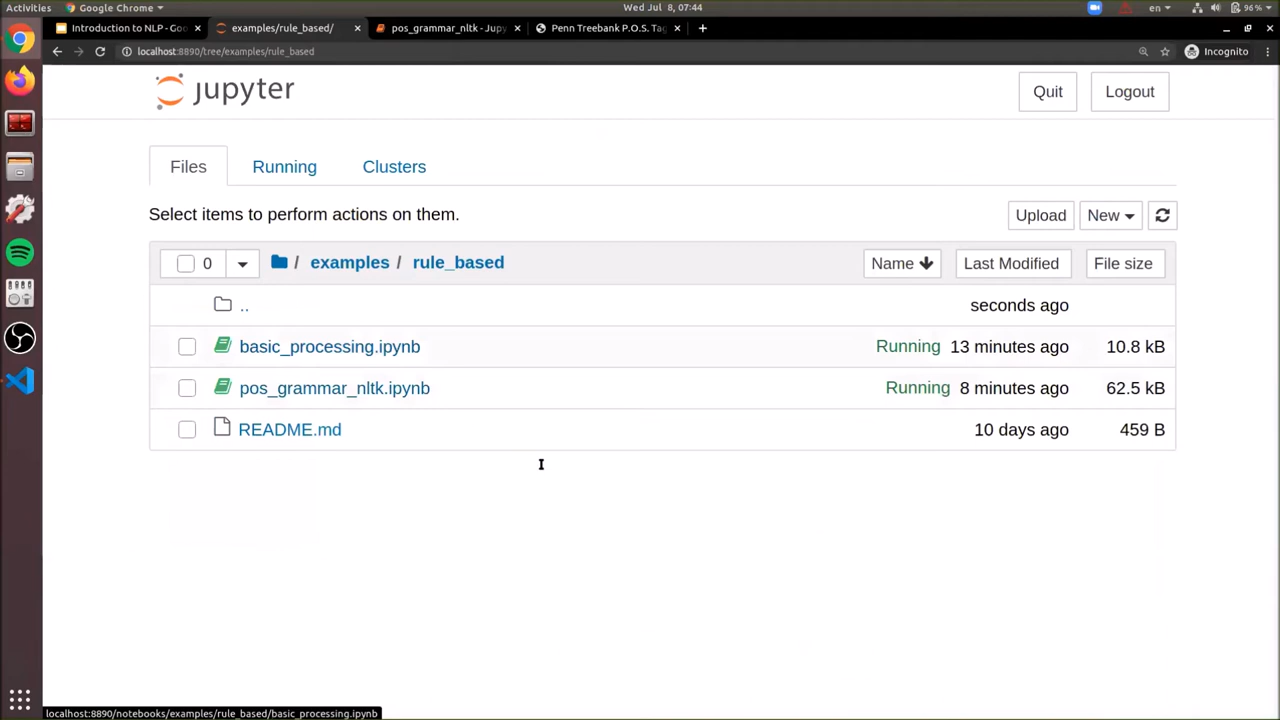 Activities Google Chrome Wed Jul 8, 07:44 en 96%
Introduction to NLP - Goo examples/rule_based/ pos_grammar_nltk - Jupy Penn Treebank P.O.S. Tag
localhost:8890/tree/examples/rule_based Incognito
jupyter Quit Logout
Files Running Clusters
Select items to perform actions on them. Upload New
0 / examples / rule_based Name Last Modified File size
.. seconds ago
basic_processing.ipynb Running 13 minutes ago 10.8 kB
pos_grammar_nltk.ipynb Running 8 minutes ago 62.5 kB
README.md 10 days ago 459 B
localhost:8890/notebooks/examples/rule_based/basic_processing.ipynb